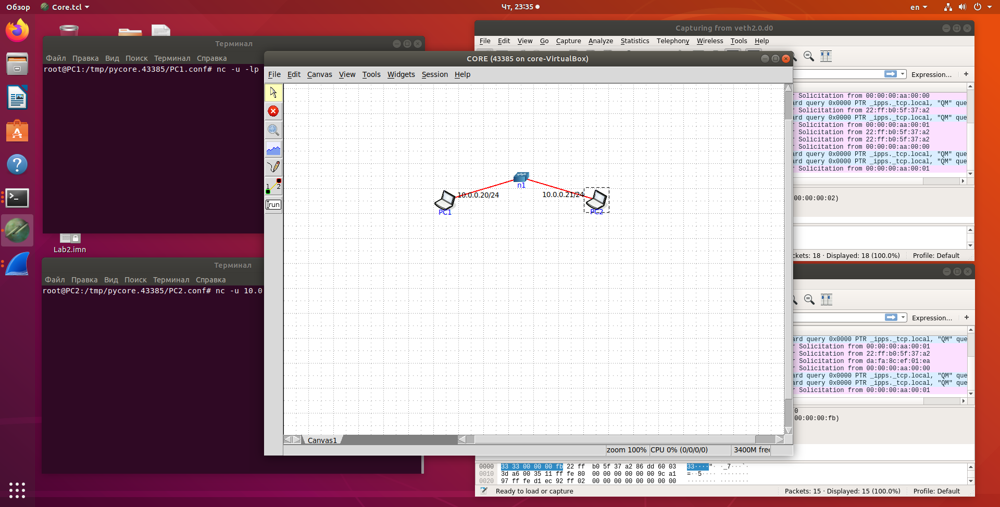 Обзор
Core.tcl
Чт, 23:35
en
Терминал
Файл Правка Вид Поиск Терминал Справка
root@PC1:/tmp/pycore.43385/PC1.conf# nc -u -lp
Lab2.imn
Терминал
Файл Правка Вид Поиск Терминал Справка
root@PC2:/tmp/pycore.43385/PC2.conf# nc -u 10.0
CORE (43385 on core-VirtualBox)
File Edit Canvas View Tools Widgets Session Help
1 2
run
n1
10.0.0.20/24
10.0.0.21/24
PC1
PC2
Canvas1
zoom 100% CPU 0% (0/0/0/0) 3400M free
Capturing from veth2.0.d0
File Edit View Go Capture Analyze Statistics Telephony Wireless Tools Help
Expression… +
r Solicitation from 00:00:00:aa:00:00
ard query 0x0000 PTR _ipps._tcp.local, "QM" que
r Solicitation from 22:ff:b0:5f:37:a2
ard query 0x0000 PTR _ipps._tcp.local, "QM" que
r Solicitation from 00:00:00:aa:00:01
r Solicitation from 22:ff:b0:5f:37:a2
r Solicitation from 22:ff:b0:5f:37:a2
r Solicitation from 00:00:00:aa:00:00
ard query 0x0000 PTR _ipps._tcp.local, "QM" que
ard query 0x0000 PTR _ipps._tcp.local, "QM" que
r Solicitation from 00:00:00:aa:00:01
00:00:00:02)
ckets: 18 · Displayed: 18 (100.0%) Profile: Default
Expression… +
ard query 0x0000 PTR _ipps._tcp.local, "QM" que
r Solicitation from 00:00:00:aa:00:01
r Solicitation from 22:ff:b0:5f:37:a2
r Solicitation from da:fa:8c:ef:01:ea
r Solicitation from 00:00:00:aa:00:00
ard query 0x0000 PTR _ipps._tcp.local, "QM" que
ard query 0x0000 PTR _ipps._tcp.local, "QM" que
r Solicitation from 00:00:00:aa:00:01
0
00:00:00:fb)
0000 33 33 00 00 00 fb 22 ff b0 5f 37 a2 86 dd 60 03 33····"· ·_7···`·
0010 3d a6 00 35 11 ff fe 80 00 00 00 00 00 00 9c a1 =··5···· ········
0020 97 ff fe d1 ec 92 ff 02 00 00 00 00 00 00 00 00 ········ ········
Ready to load or capture
Packets: 15 · Displayed: 15 (100.0%) Profile: Default